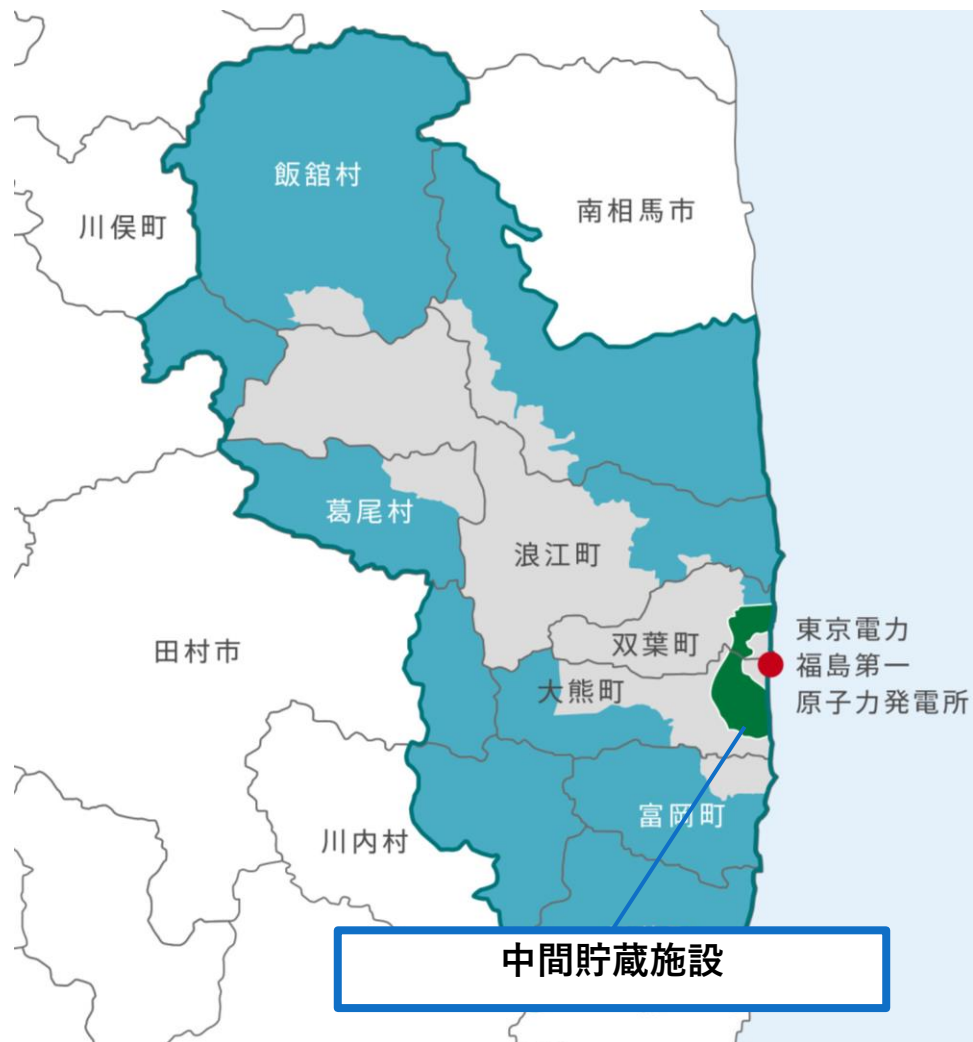 飯舘村
川俣町
南相馬市
葛尾村
浪江町
田村市
双葉町
東京電力
福島第一
原子力発電所
大熊町
富岡町
川内村
中間貯蔵施設